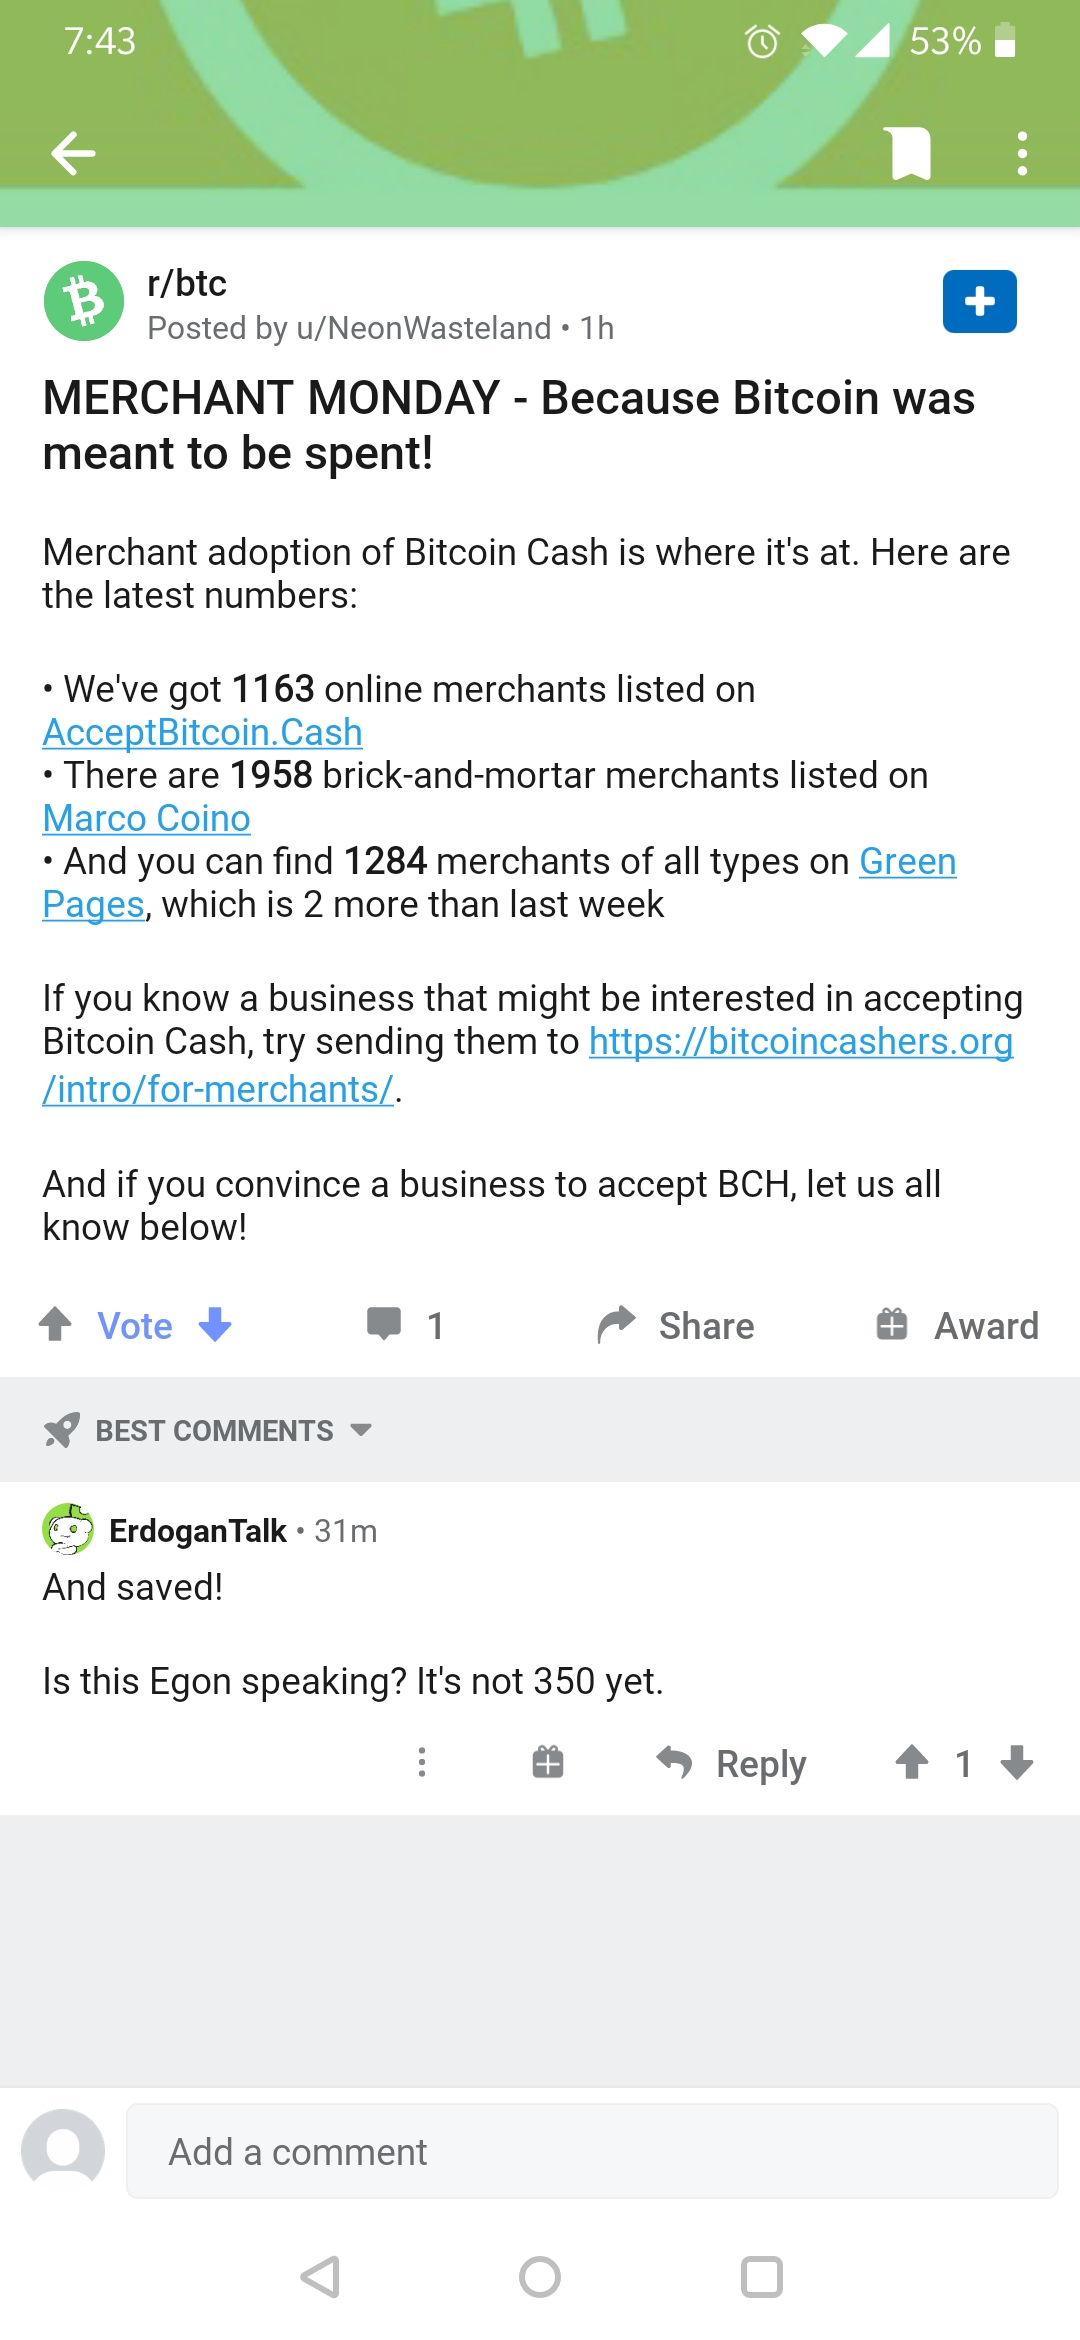 7:43
53%
r/btc
Posted by u/NeonWasteland • 1h
MERCHANT MONDAY - Because Bitcoin was
meant to be spent!
Merchant adoption of Bitcoin Cash is where it's at. Here are
the latest numbers:
• We've got 1163 online merchants listed on
AcceptBitcoin.Cash
• There are 1958 brick-and-mortar merchants listed on
Marco Coino
• And you can find 1284 merchants of all types on Green
Pages, which is 2 more than last week
If you know a business that might be interested in accepting
Bitcoin Cash, try sending them to https://bitcoincashers.org
/intro/for-merchants/.
And if you convince a business to accept BCH, let us all
know below!
Vote 1 Share Award
BEST COMMENTS
ErdoganTalk • 31m
And saved!
Is this Egon speaking? It's not 350 yet.
Reply 1
Add a comment